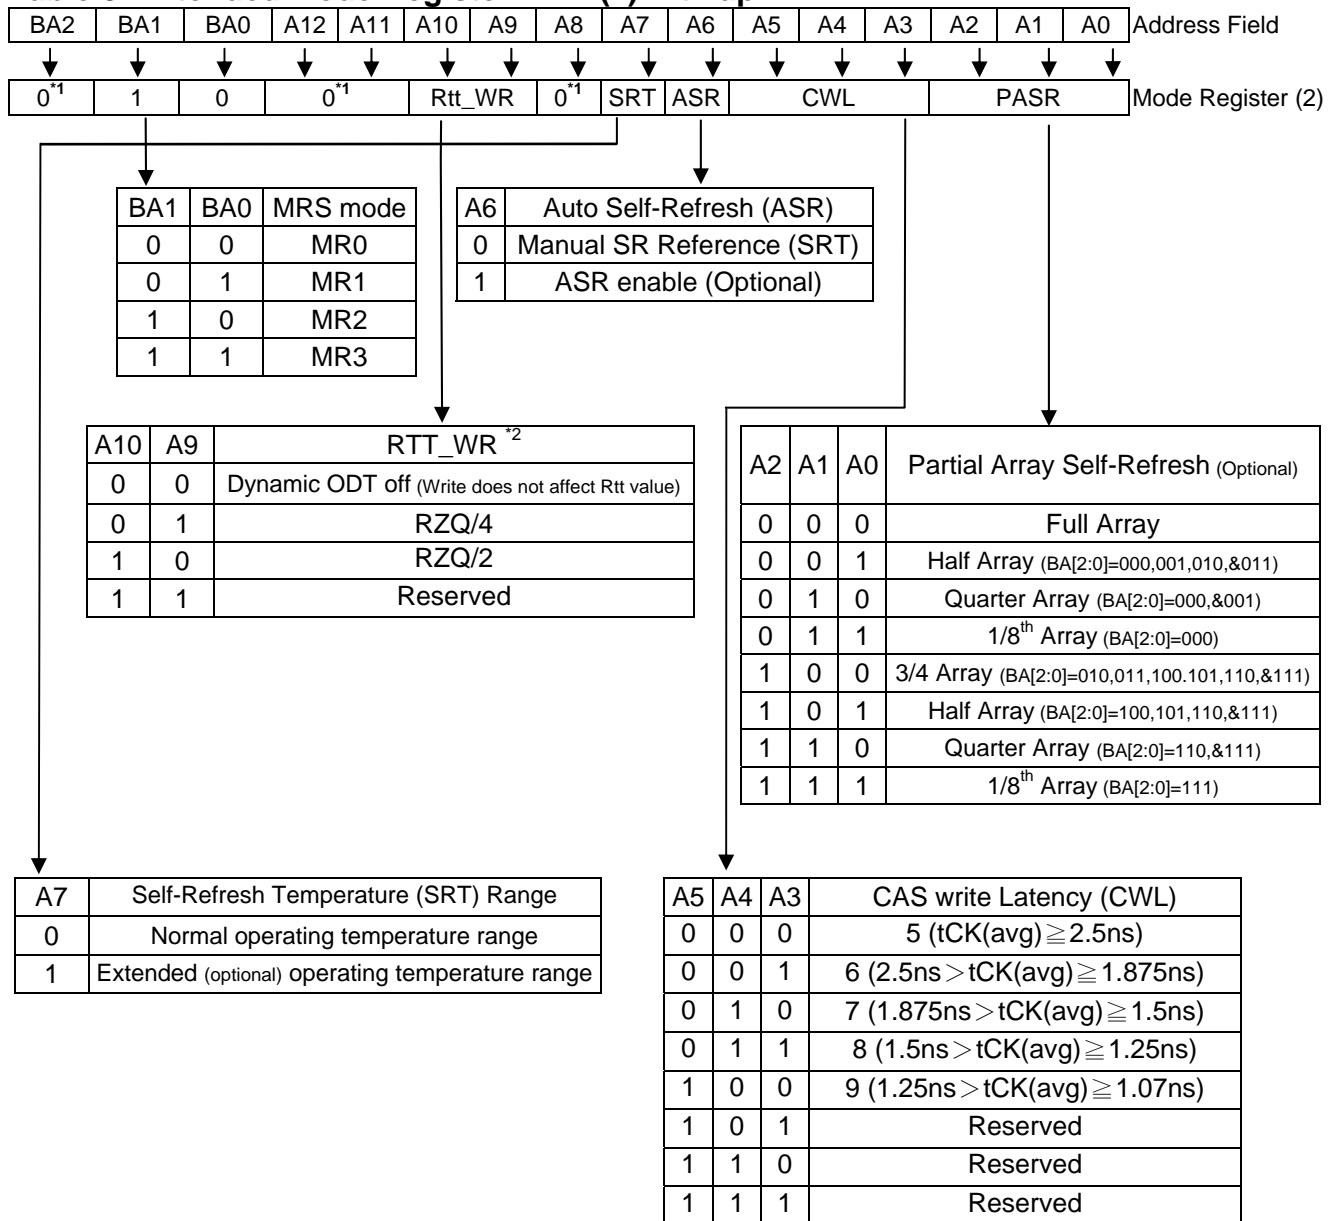 BA2 BA1 BA0 A12 A11 A10 A9 A8 A7 A6 A5 A4 A3 A2 A1 A0 Address Field
0*1 1 0 0*1 Rtt_WR 0*1 SRT ASR CWL PASR Mode Register (2)
BA1 BA0 MRS mode
0 0 MR0
0 1 MR1
1 0 MR2
1 1 MR3
A6 Auto Self-Refresh (ASR)
0 Manual SR Reference (SRT)
1 ASR enable (Optional)
A10 A9 RTT_WR *2
0 0 Dynamic ODT off (Write does not affect Rtt value)
0 1 RZQ/4
1 0 RZQ/2
1 1 Reserved
A2 A1 A0 Partial Array Self-Refresh (Optional)
0 0 0 Full Array
0 0 1 Half Array (BA[2:0]=000,001,010,&011)
0 1 0 Quarter Array (BA[2:0]=000,&001)
0 1 1 1/8th Array (BA[2:0]=000)
1 0 0 3/4 Array (BA[2:0]=010,011,100.101,110,&111)
1 0 1 Half Array (BA[2:0]=100,101,110,&111)
1 1 0 Quarter Array (BA[2:0]=110,&111)
1 1 1 1/8th Array (BA[2:0]=111)
A7 Self-Refresh Temperature (SRT) Range
0 Normal operating temperature range
1 Extended (optional) operating temperature range
A5 A4 A3 CAS write Latency (CWL)
0 0 0 5 (tCK(avg)≧2.5ns)
0 0 1 6 (2.5ns>tCK(avg)≧1.875ns)
0 1 0 7 (1.875ns>tCK(avg)≧1.5ns)
0 1 1 8 (1.5ns>tCK(avg)≧1.25ns)
1 0 0 9 (1.25ns>tCK(avg)≧1.07ns)
1 0 1 Reserved
1 1 0 Reserved
1 1 1 Reserved